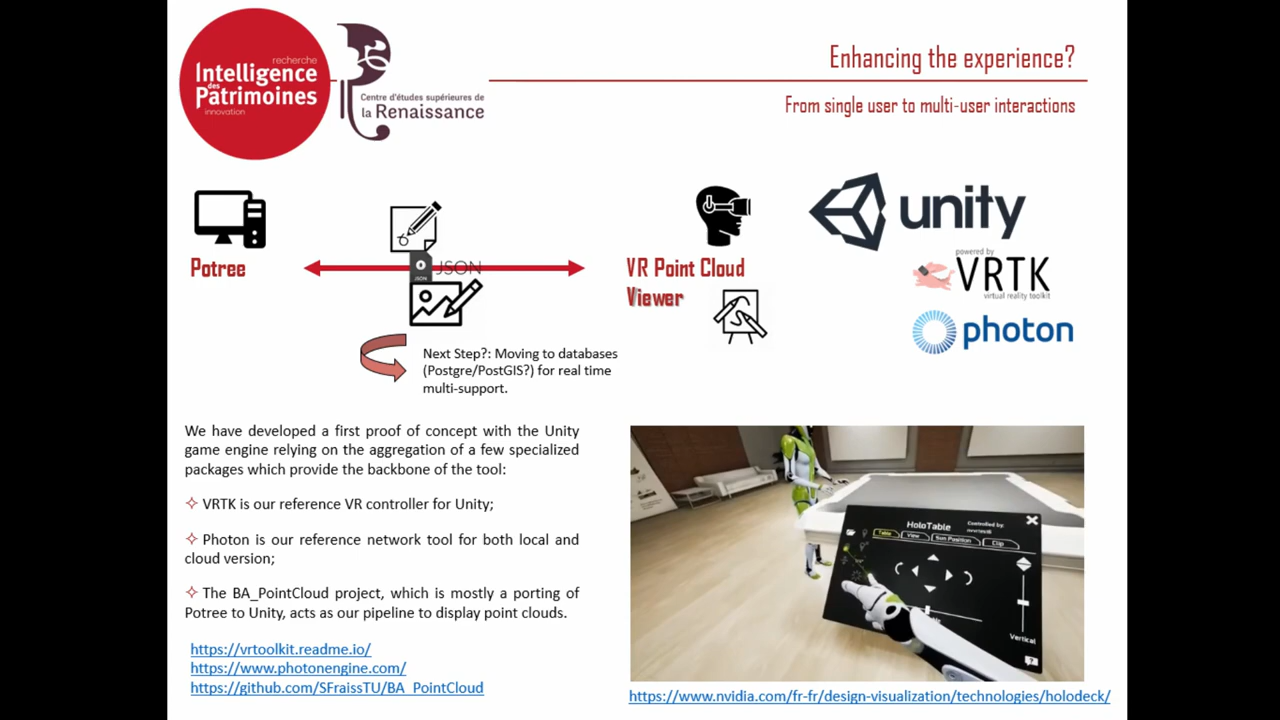 recherche
Intelligence
des
Patrimoines
innovation
Centre d'études supérieures de
la Renaissance
Enhancing the experience?
From single user to multi-user interactions
Potree
JSON
JSON
VR Point Cloud
Viewer
unity
powered by
VRTK
virtual reality toolkit
photon
Next Step?: Moving to databases
(Postgre/PostGIS?) for real time
multi-support.
We have developed a first proof of concept with the Unity
game engine relying on the aggregation of a few specialized
packages which provide the backbone of the tool:
✧ VRTK is our reference VR controller for Unity;
✧ Photon is our reference network tool for both local and
cloud version;
✧ The BA_PointCloud project, which is mostly a porting of
Potree to Unity, acts as our pipeline to display point clouds.
https://vrtoolkit.readme.io/
https://www.photonengine.com/
https://github.com/SFraissTU/BA_PointCloud
HoloTable
Controlled by:
Table
View
Sun Position
Clip
Vertical
https://www.nvidia.com/fr-fr/design-visualization/technologies/holodeck/